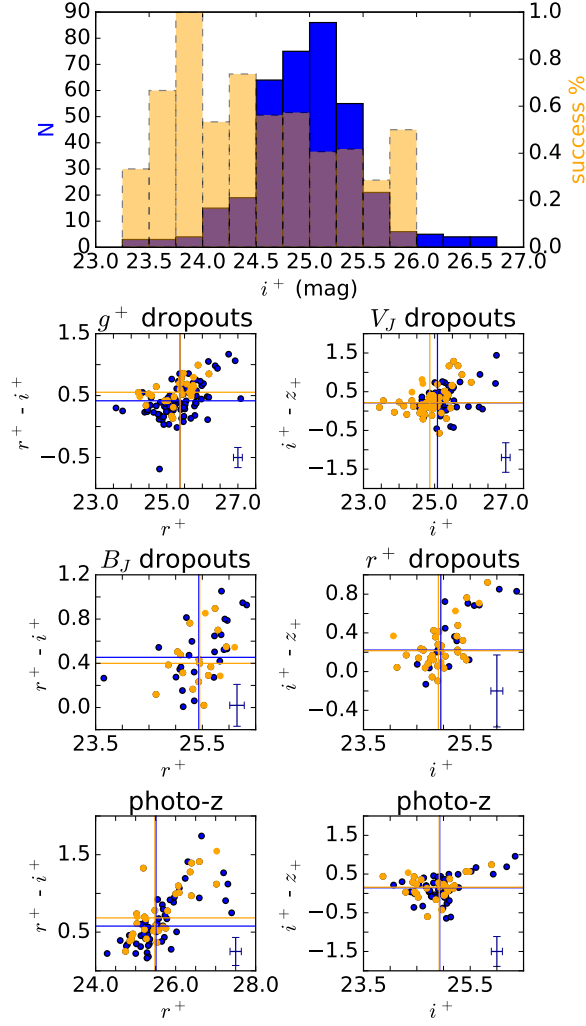 90 80 70 60 50 40 30 20 10 0
N
1.0 0.8 0.6 0.4 0.2 0.0
success %
23.0 23.5 24.0 24.5 25.0 25.5 26.0 26.5 27.0
i⁺ (mag)
g⁺ dropouts
1.5 0.5 −0.5
r⁺ - i⁺
23.0 25.0 27.0
r⁺
V_J dropouts
1.5 0.5 −0.5 −1.5
i⁺ - z₊
23.0 25.0 27.0
i⁺
B_J dropouts
1.2 0.8 0.4 0.0
r⁺ - i⁺
23.5 25.5
r⁺
r⁺ dropouts
0.8 0.4 0.0 −0.4
i⁺ - z₊
23.5 25.5
i⁺
photo-z
1.5 0.5
r⁺ - i⁺
24.0 26.0 28.0
r⁺
photo-z
1.5 0.5 −0.5 −1.5
i⁺ - z₊
23.5 25.5
i⁺